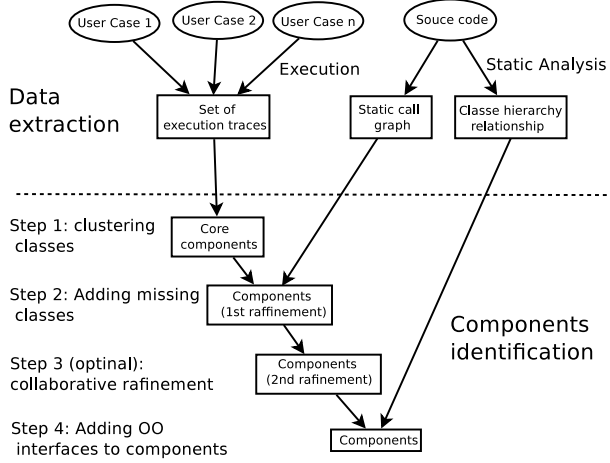 User Case 1
User Case 2
User Case n
Souce code
Execution
Static Analysis
Data
extraction
Set of
execution traces
Static call
graph
Classe hierarchy
relationship
Step 1: clustering
classes
Core
components
Step 2: Adding missing
classes
Components
(1st raffinement)
Components
identification
Step 3 (optinal):
collaborative rafinement
Components
(2nd rafinement)
Step 4: Adding OO
interfaces to components
Components